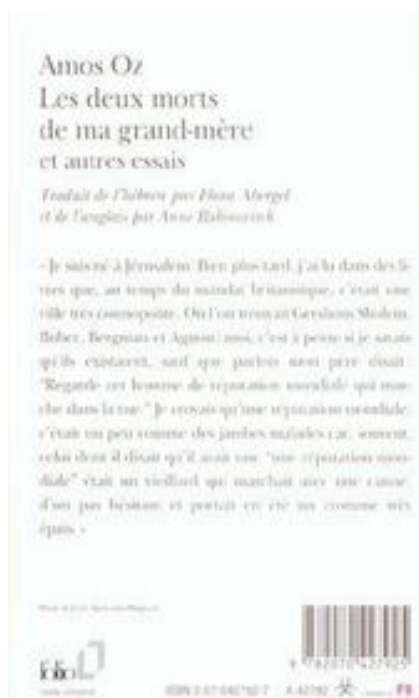 Amos Oz
Les deux morts
de ma grand-mère
et autres essais
Traduit de l'hébreu par Flore Abergel
et de l'anglais par Anne Rabinovitch
« Je suis né à Jérusalem. Bien plus tard, j'ai lu dans des li-
vres que, au temps du mandat britannique, c'était une
ville très cosmopolite. On l'on trouvait Gershom Sholem,
Buber, Bergman et Agnon; moi, c'est à peine si je savais
qu'ils existaient, sauf que parfois mon père disait:
"Regarde cet homme de réputation mondiale qui mar-
che dans la rue." Je croyais qu'une réputation mondiale,
c'était un peu comme des jambes malades car, souvent,
celui dont il disait qu'il avait une "une réputation mon-
diale" était un vieillard qui marchait avec une canne,
d'un pas hésitant et portait en été un costume très
épais. »
folio